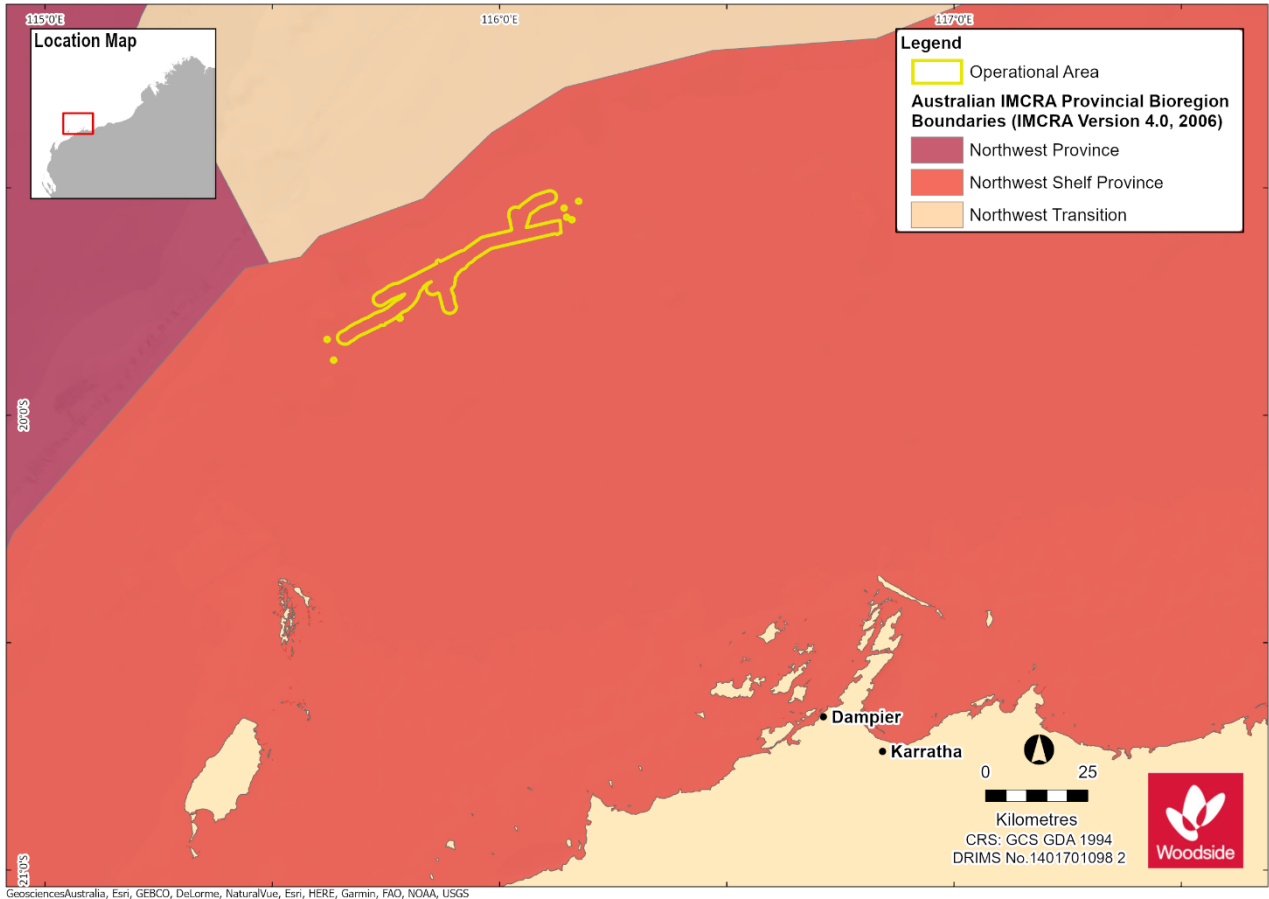 115°0'E
116°0'E
117°0'E
Location Map
Legend
Operational Area
Australian IMCRA Provincial Bioregion
Boundaries (IMCRA Version 4.0, 2006)
Northwest Province
Northwest Shelf Province
Northwest Transition
20°0'S
Dampier
Karratha
0 25
Kilometres
CRS: GCS GDA 1994
DRIMS No.1401701098 2
Woodside
21°0'S
GeosciencesAustralia, Esri, GEBCO, DeLorme, NaturalVue, Esri, HERE, Garmin, FAO, NOAA, USGS